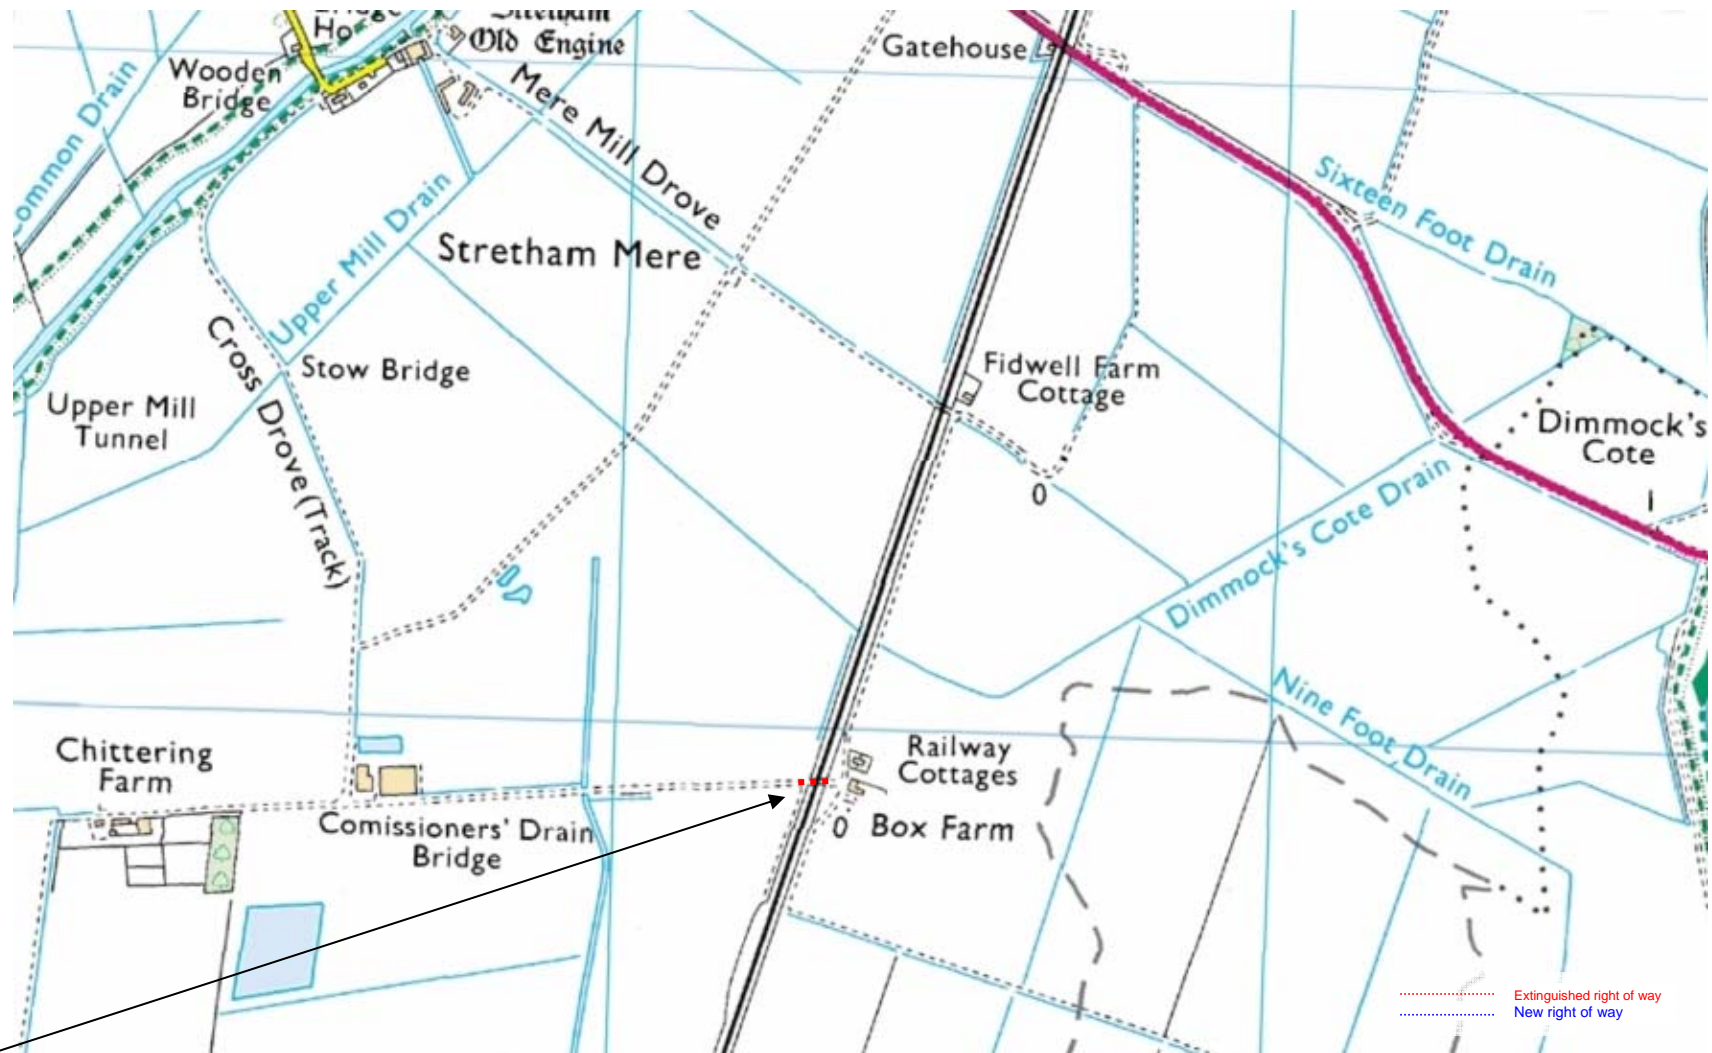 Ho
Stretham
Old Engine
Gatehouse
Wooden
Bridge
Common Drain
Mere Mill Drove
Sixteen Foot Drain
Upper Mill Drain
Stretham Mere
Cross Drove (Track)
Stow Bridge
Fidwell Farm
Cottage
Upper Mill
Tunnel
Dimmock's
Cote
0
Dimmock's Cote Drain
Nine Foot Drain
Chittering
Farm
Railway
Cottages
Comissioners' Drain
Bridge
0
Box Farm
Extinguished right of way
New right of way